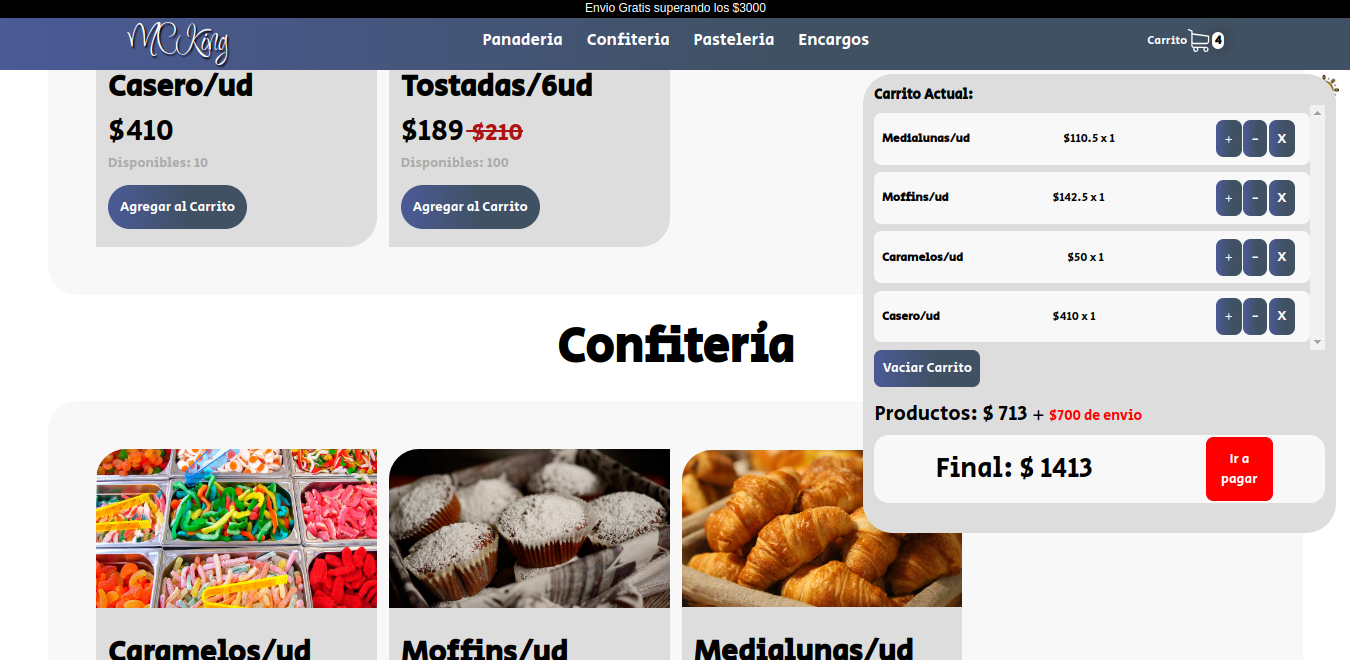 Envio Gratis superando los $3000
MCKing
Panaderia Confiteria Pasteleria Encargos
Carrito 4
Casero/ud
$410
Disponibles: 10
Agregar al Carrito
Tostadas/6ud
$189 $210
Disponibles: 100
Agregar al Carrito
Carrito Actual:
Medialunas/ud $110.5 x 1 + - X
Moffins/ud $142.5 x 1 + - X
Caramelos/ud $50 x 1 + - X
Casero/ud $410 x 1 + - X
Vaciar Carrito
Productos: $ 713 + $700 de envio
Final: $ 1413
Ir a
pagar
Confitería
Caramelos/ud
Moffins/ud
Medialunas/ud